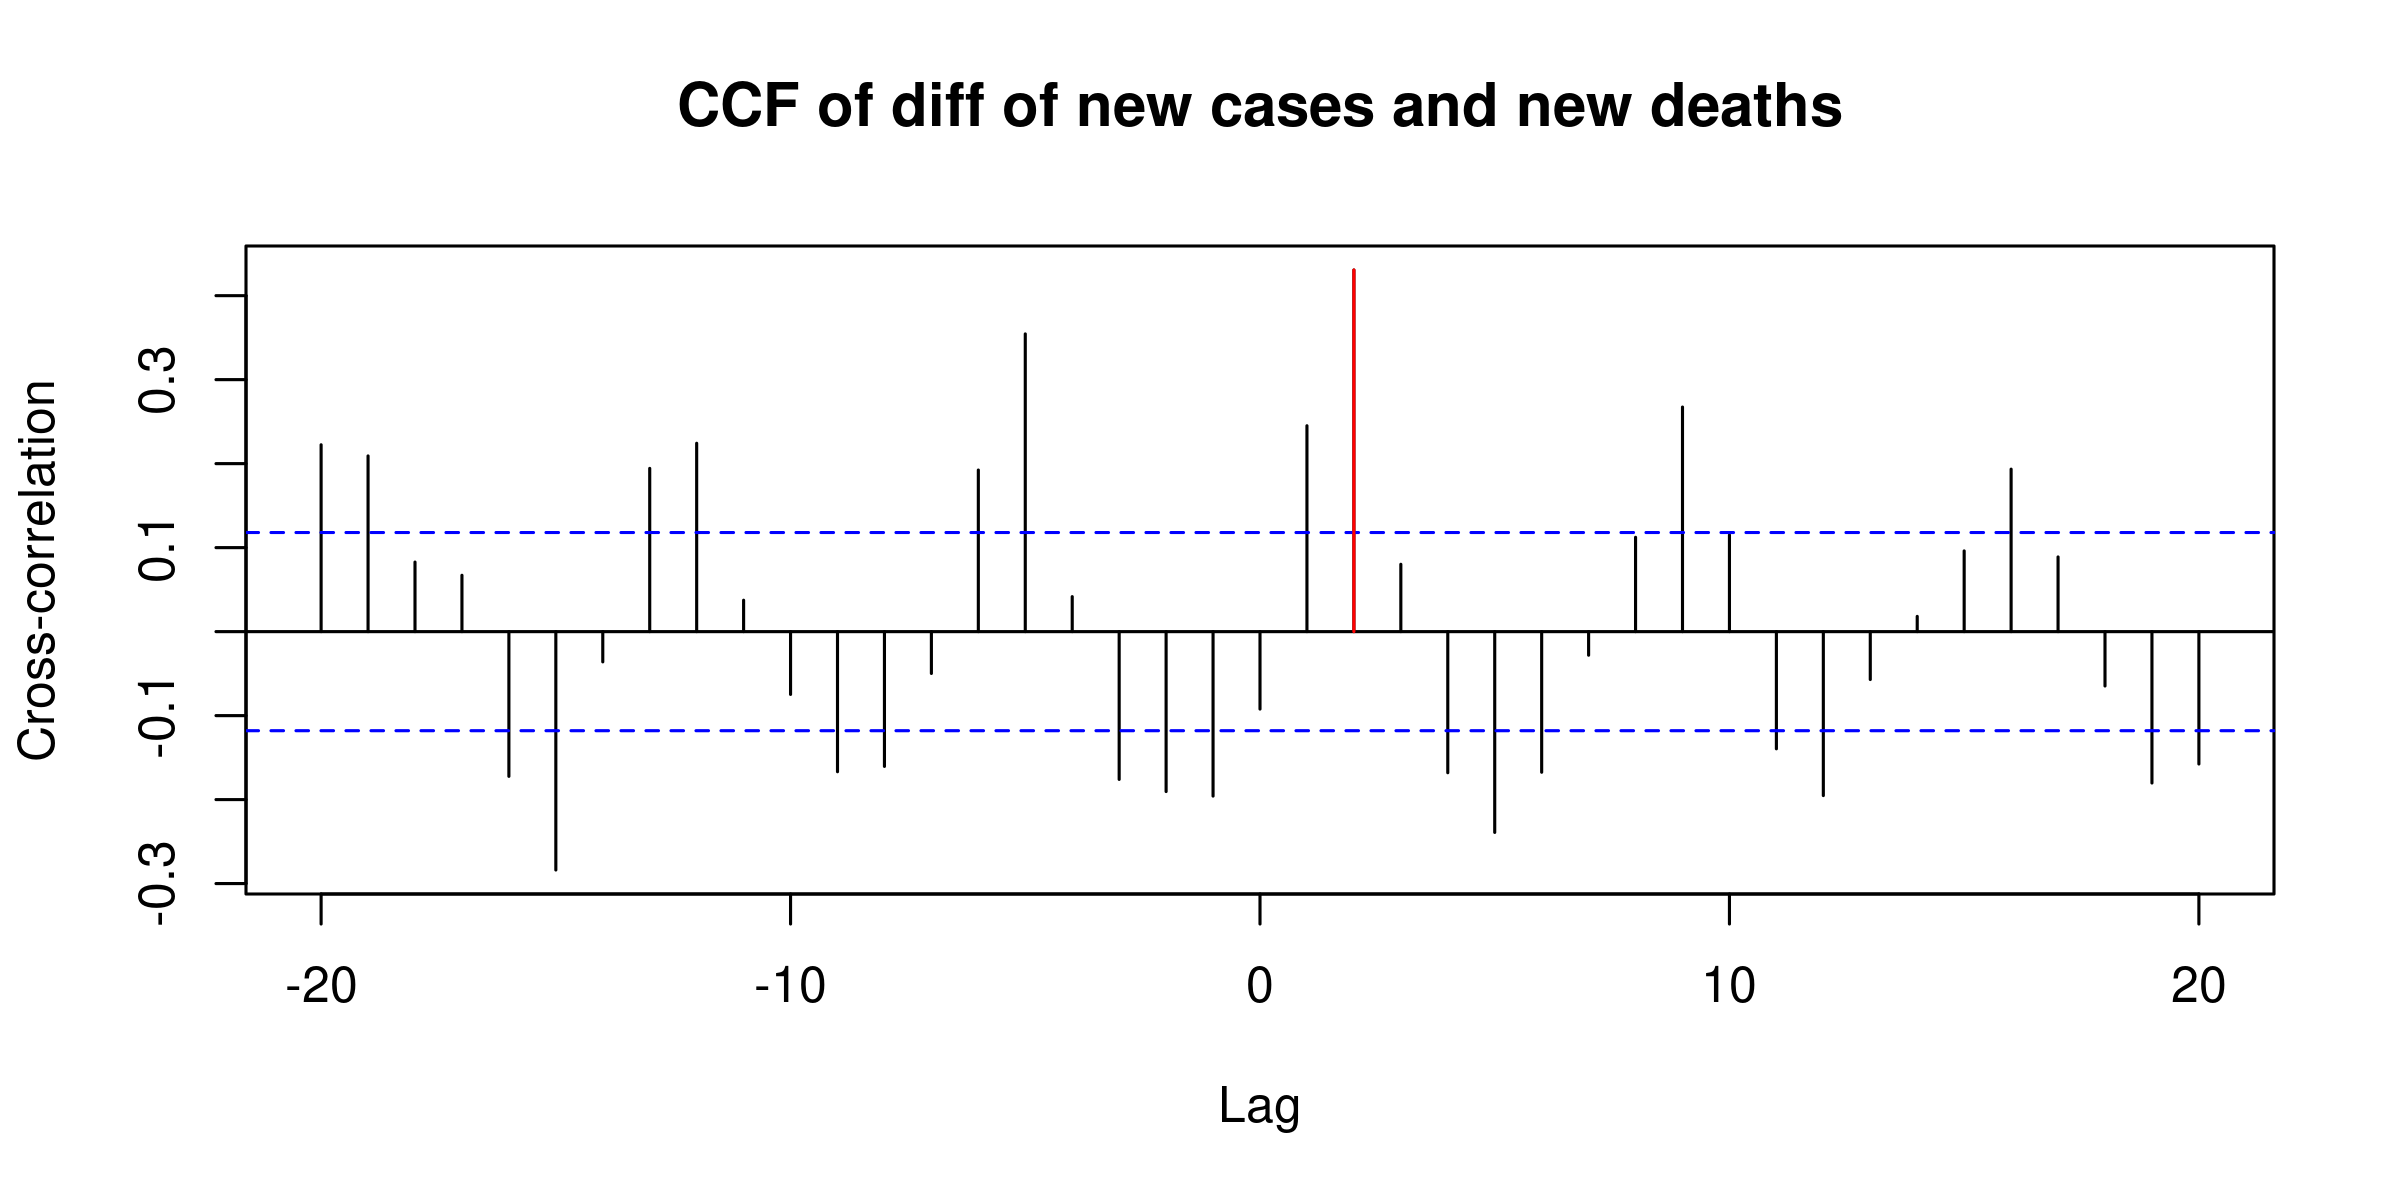 CCF of diff of new cases and new deaths
Cross-correlation
0.3
0.1
-0.1
-0.3
-20 -10 0 10 20
Lag